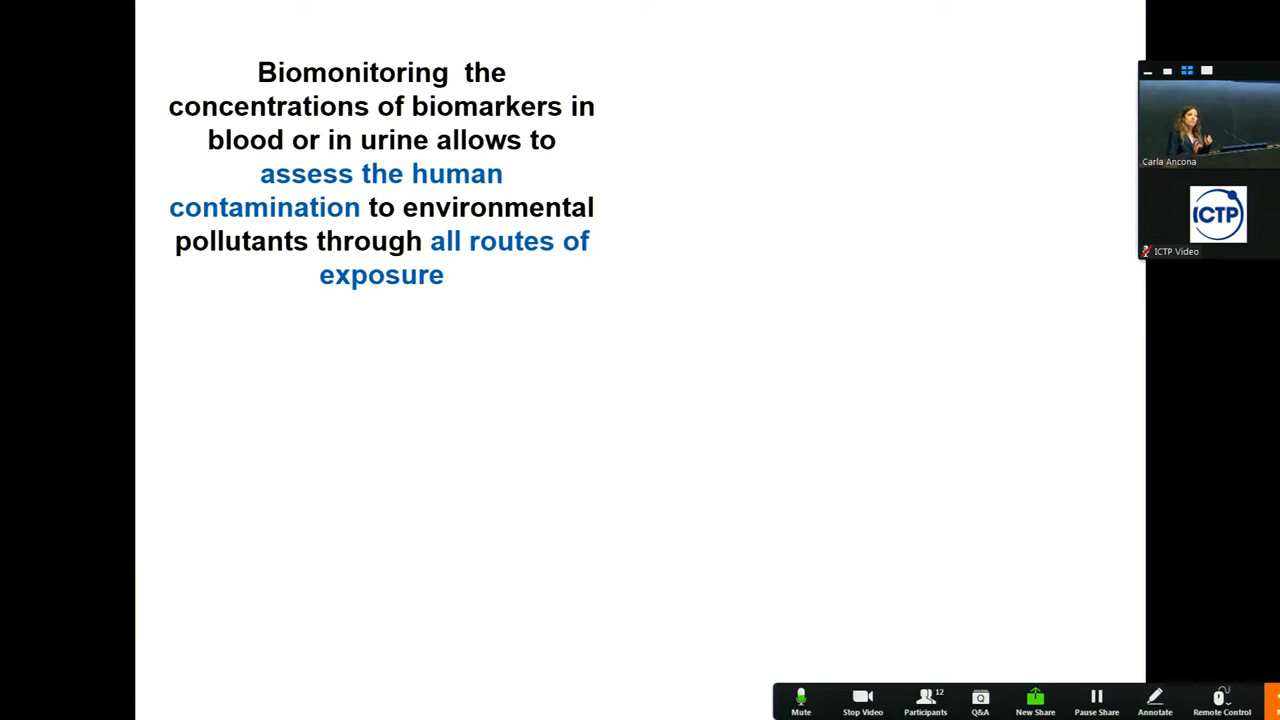 Biomonitoring the
concentrations of biomarkers in
blood or in urine allows to
assess the human
contamination to environmental
pollutants through all routes of
exposure
Carla Ancona
ICTP
ICTP Video
Mute
Stop Video
Participants
12
Q&A
New Share
Pause Share
Annotate
Remote Control